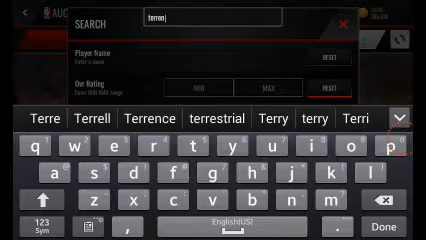 AUC
SEARCH
terren
Player Name
Enter a name
RESET
Ovr Rating
Enter MIN MAX range
MIN
MAX
RESET
Terre Terrell Terrence terrestrial Terry terry Terri
q w e r t y u i o p
a s d f g h j k l
z x c v b n m
123
Sym
,
English(US)
.
Done